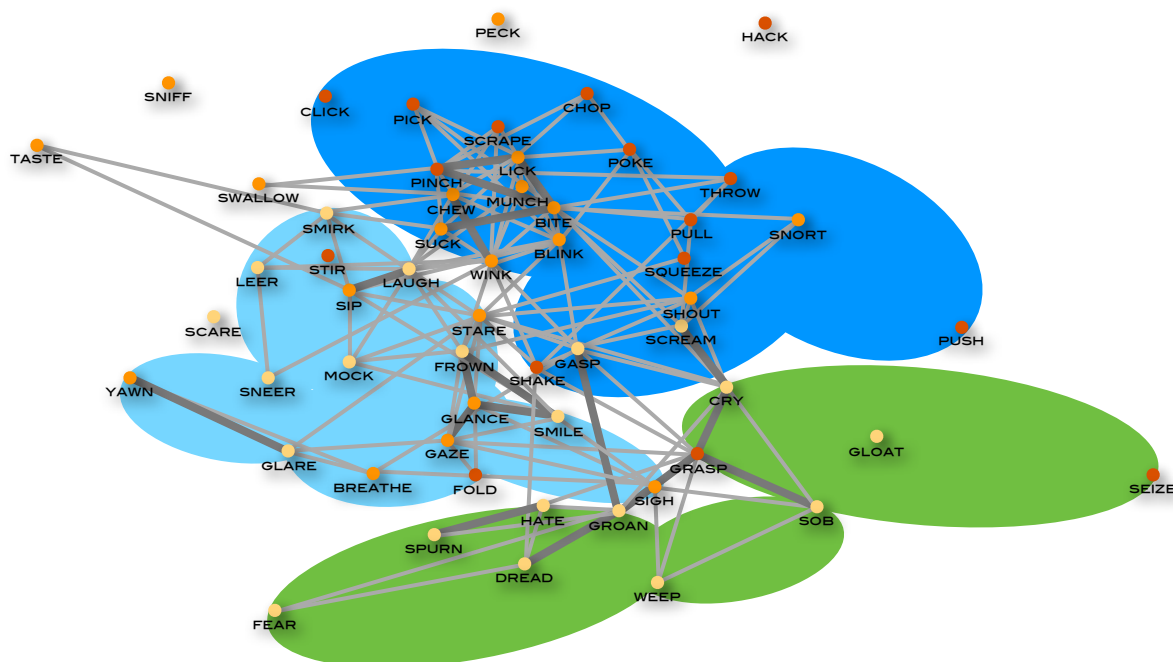 PECK
HACK
SNIFF
CLICK
PICK
CHOP
SCRAPE
TASTE
POKE
LICK
PINCH
THROW
SWALLOW
MUNCH
CHEW
BITE
SMIRK
SUCK
PULL
SNORT
BLINK
STIR
LEER
LAUGH
WINK
SQUEEZE
SIP
SHOUT
SCARE
STARE
SCREAM
PUSH
FROWN
GASP
MOCK
SHAKE
YAWN
SNEER
CRY
GLANCE
SMILE
GLOAT
GAZE
GLARE
GRASP
BREATHE
FOLD
SIGH
SEIZE
HATE
GROAN
SOB
SPURN
DREAD
WEEP
FEAR